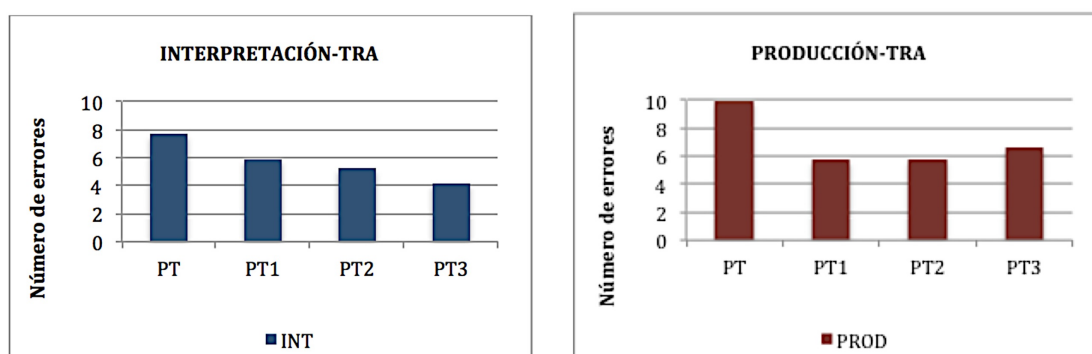 INTERPRETACIÓN-TRA
Número de errores
10
8
6
4
2
0
PT PT1 PT2 PT3
INT
PRODUCCIÓN-TRA
Número de errores
10
8
6
4
2
0
PT PT1 PT2 PT3
PROD